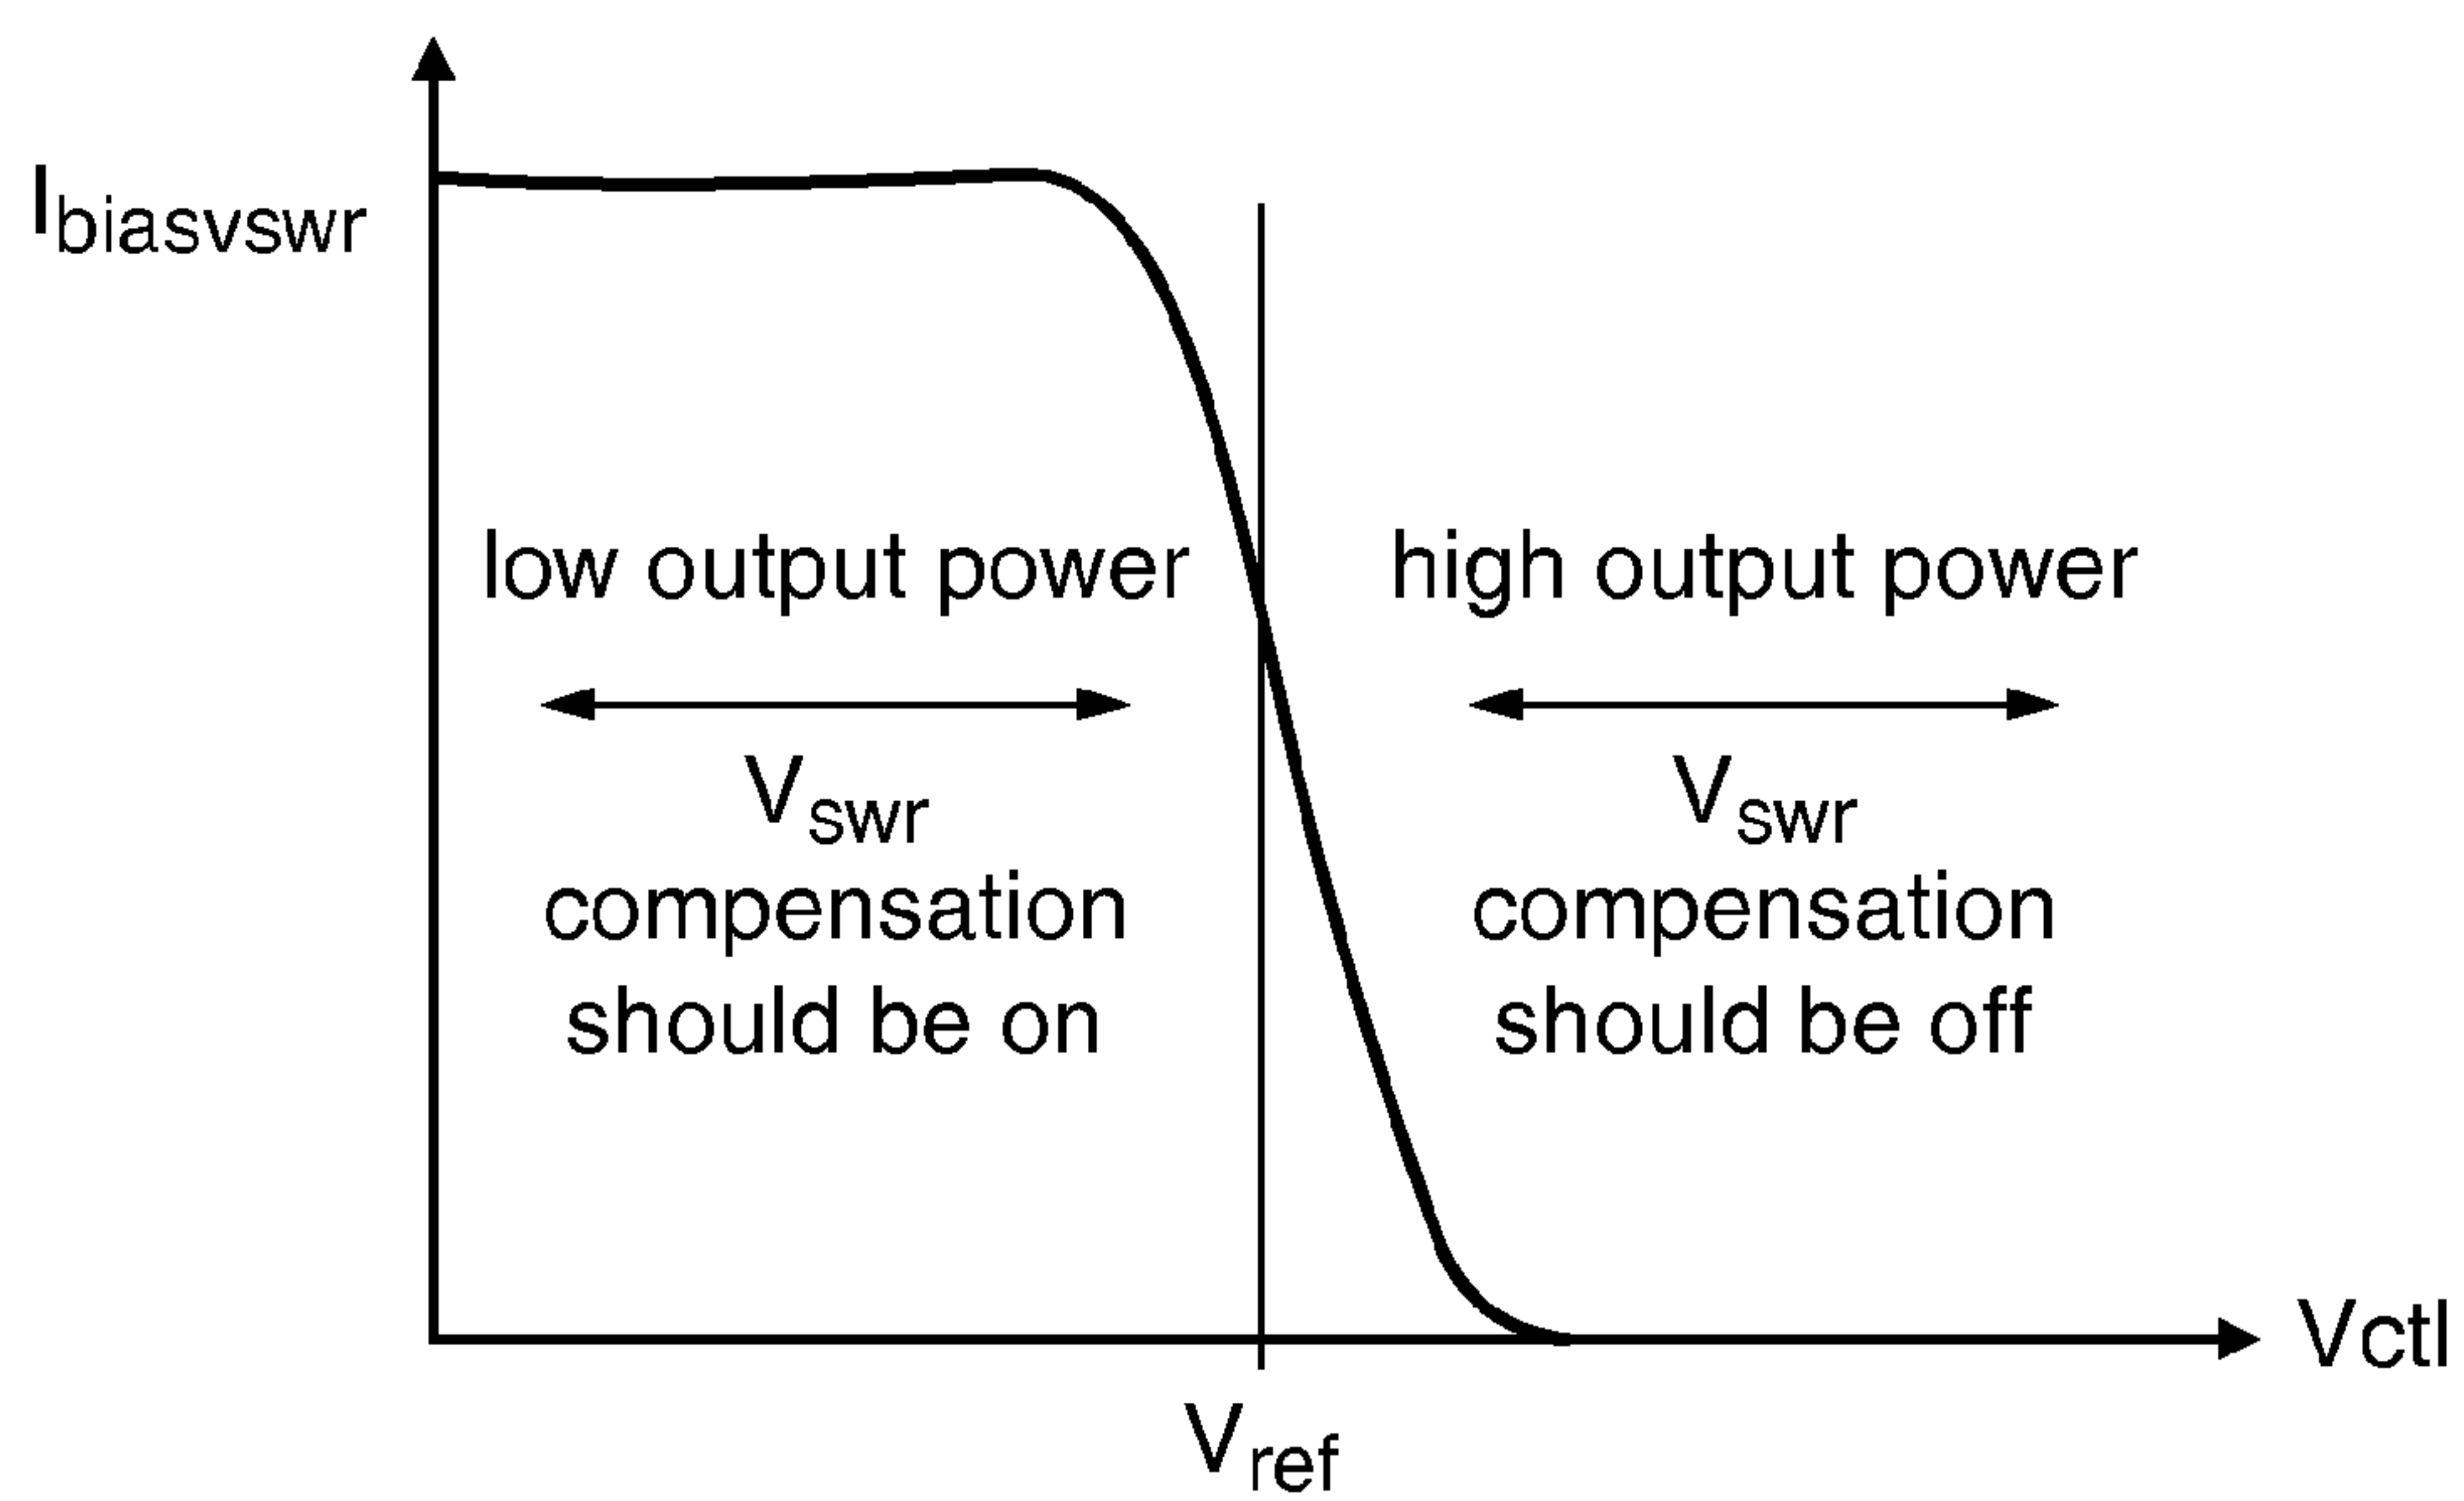 Ibiasvswr
low output power
high output power
Vswr
compensation
should be on
Vswr
compensation
should be off
Vctl
Vref